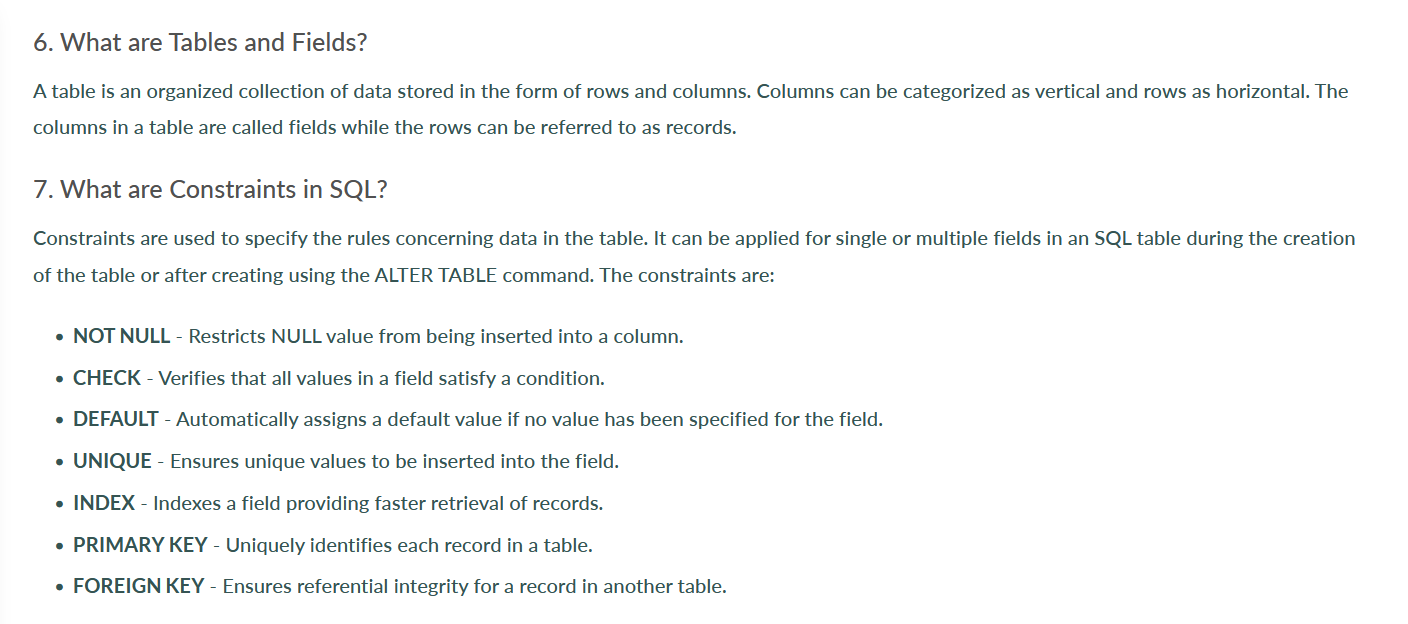 6. What are Tables and Fields?
A table is an organized collection of data stored in the form of rows and columns. Columns can be categorized as vertical and rows as horizontal. The
columns in a table are called fields while the rows can be referred to as records.
7. What are Constraints in SQL?
Constraints are used to specify the rules concerning data in the table. It can be applied for single or multiple fields in an SQL table during the creation
of the table or after creating using the ALTER TABLE command. The constraints are:
• NOT NULL - Restricts NULL value from being inserted into a column.
• CHECK - Verifies that all values in a field satisfy a condition.
• DEFAULT - Automatically assigns a default value if no value has been specified for the field.
• UNIQUE - Ensures unique values to be inserted into the field.
• INDEX - Indexes a field providing faster retrieval of records.
• PRIMARY KEY - Uniquely identifies each record in a table.
• FOREIGN KEY - Ensures referential integrity for a record in another table.